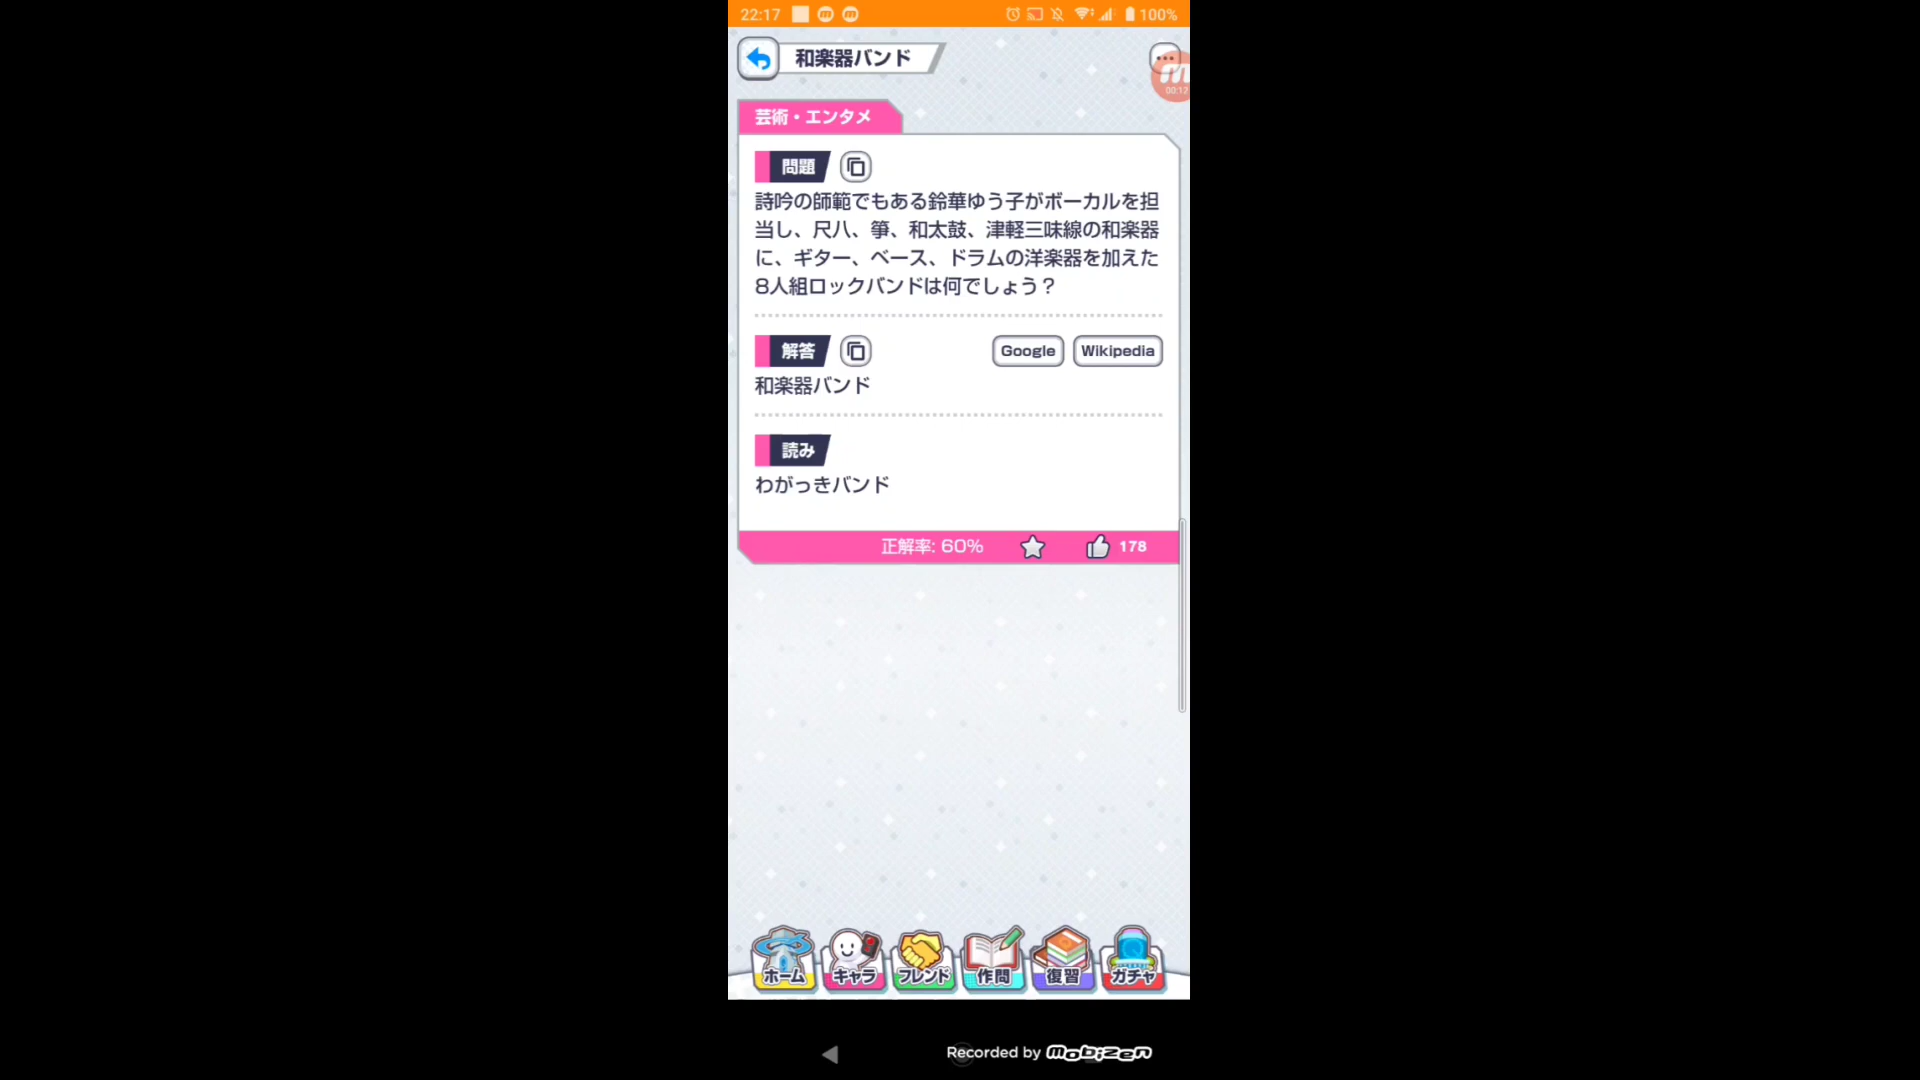 22:17
100%
和楽器バンド
00:12
芸術・エンタメ
問題
詩吟の師範でもある鈴華ゆう子がボーカルを担
当し、尺八、箏、和太鼓、津軽三味線の和楽器
に、ギター、ベース、ドラムの洋楽器を加えた
8人組ロックバンドは何でしょう？
解答
Google
Wikipedia
和楽器バンド
読み
わがっきバンド
正解率: 60%
178
ホーム
キャラ
フレンド
作問
復習
ガチャ
Recorded by mobizen